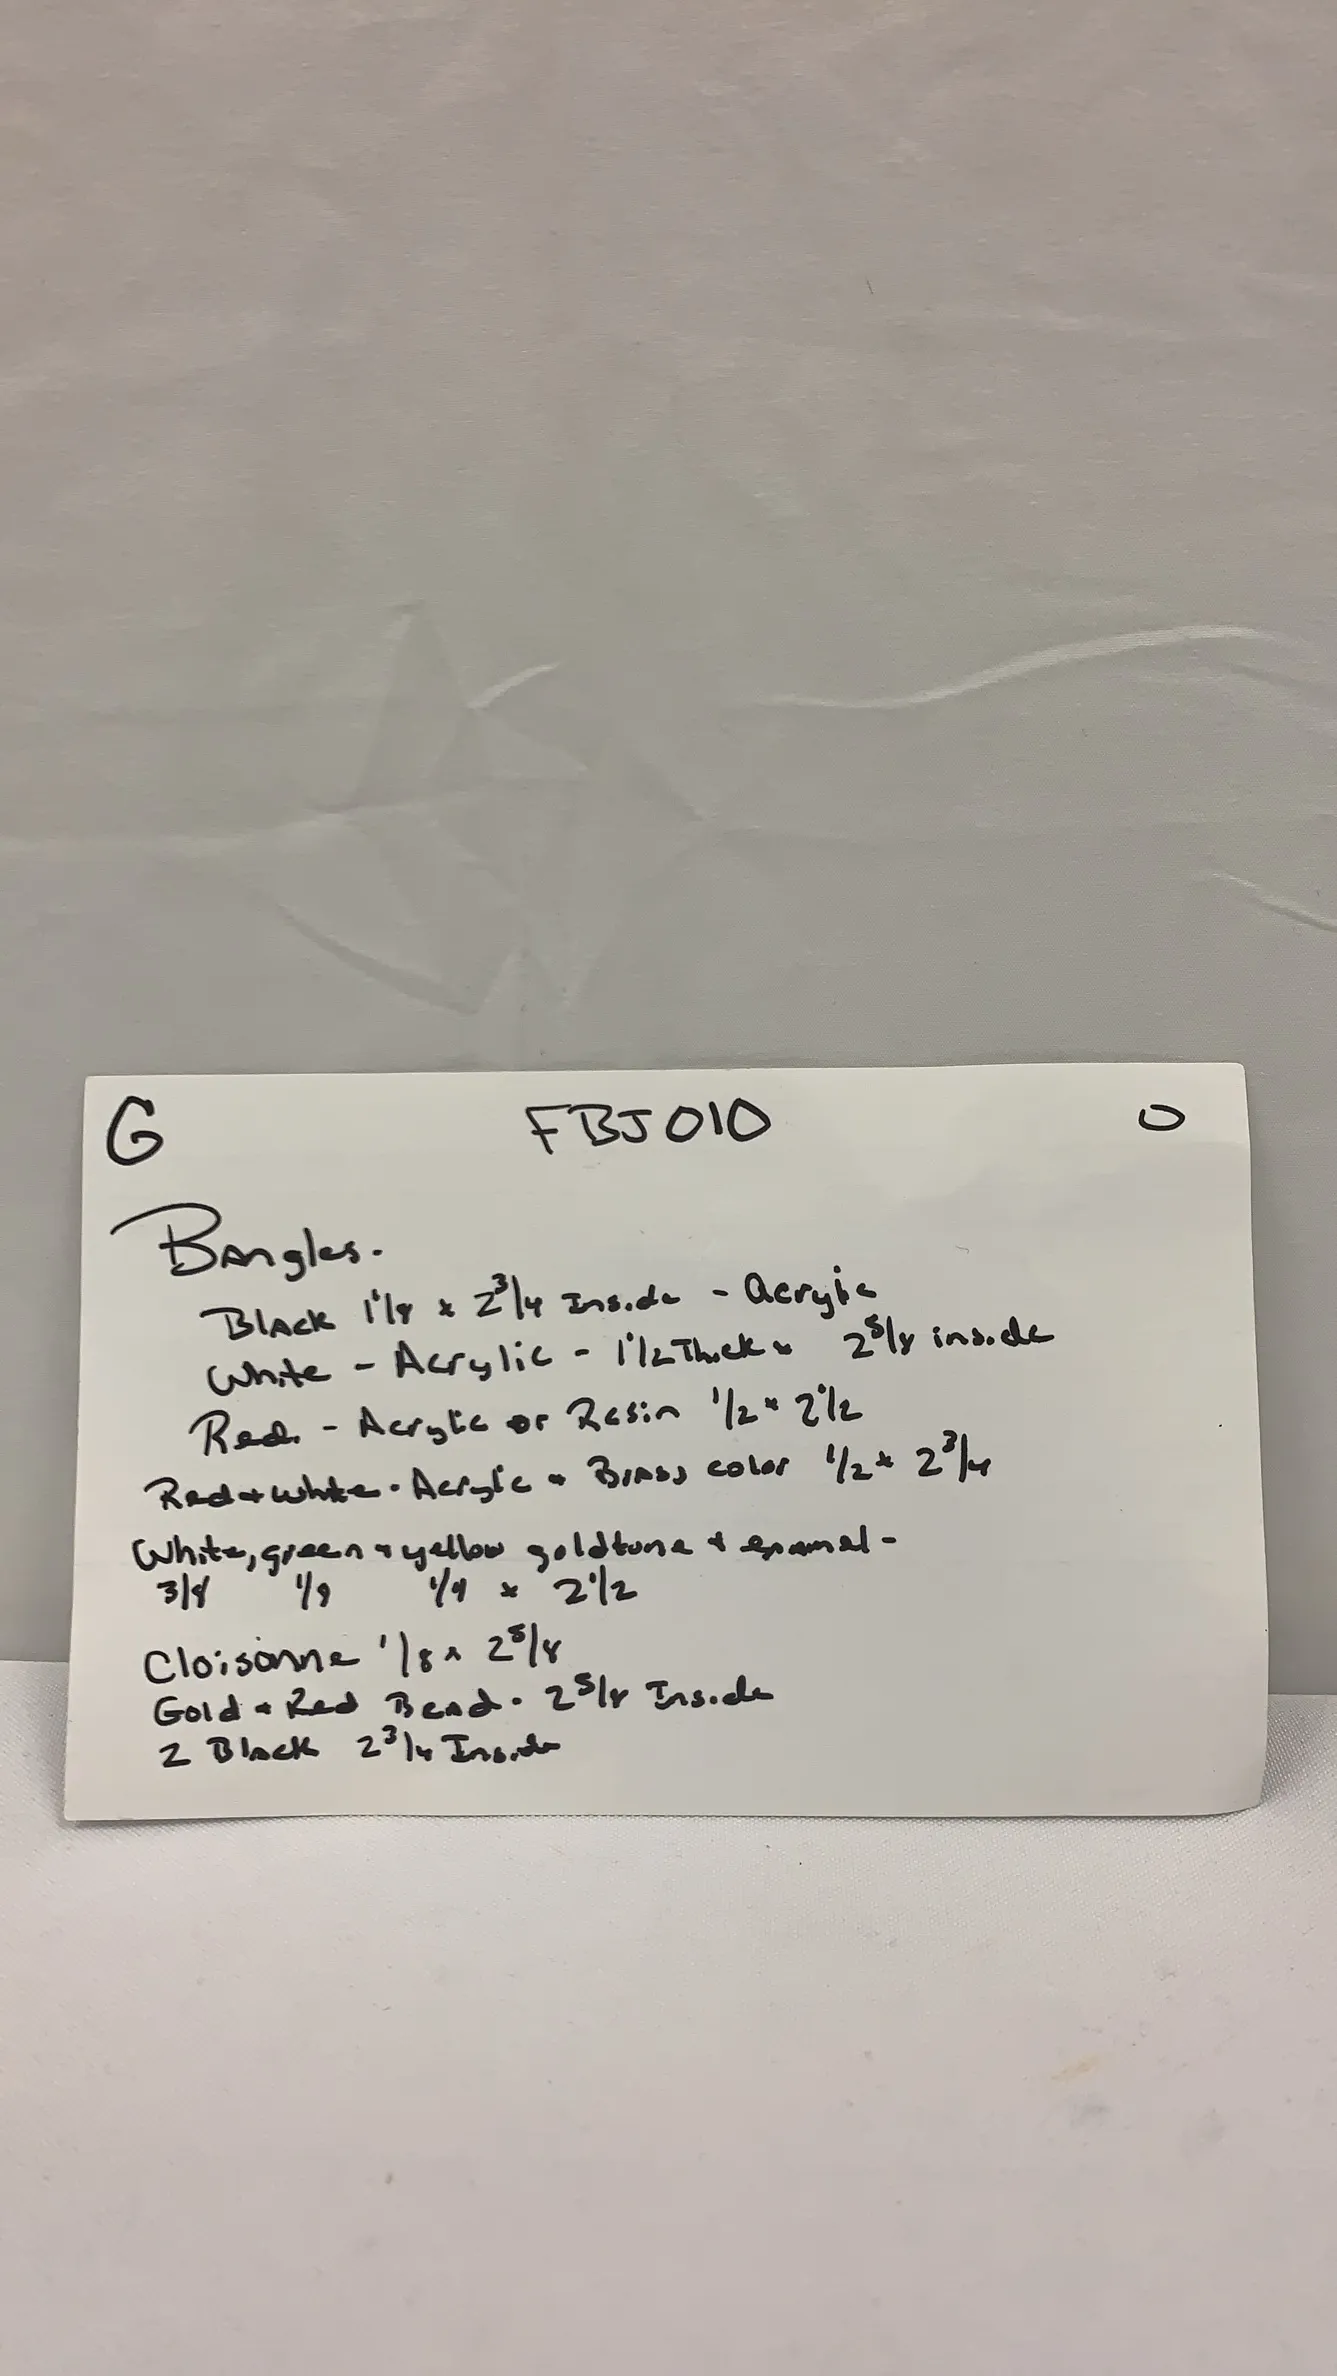 G FBJ010 O
Bangles.
Black 1 1/8 x 2 3/4 Inside - Acrylic
White - Acrylic - 1 1/2 Thick x 2 5/8 inside
Red. - Acrylic or Resin 1/2 x 2 1/2
Red + white - Acrylic + Brass color 1/2 x 2 3/4
White, green + yellow goldtone + enamel -
3/8 1/8 1/4 x 2 1/2
Cloisonne 1/8 x 2 5/8
Gold + Red Bead - 2 5/8 Inside
2 Black 2 3/4 Inside